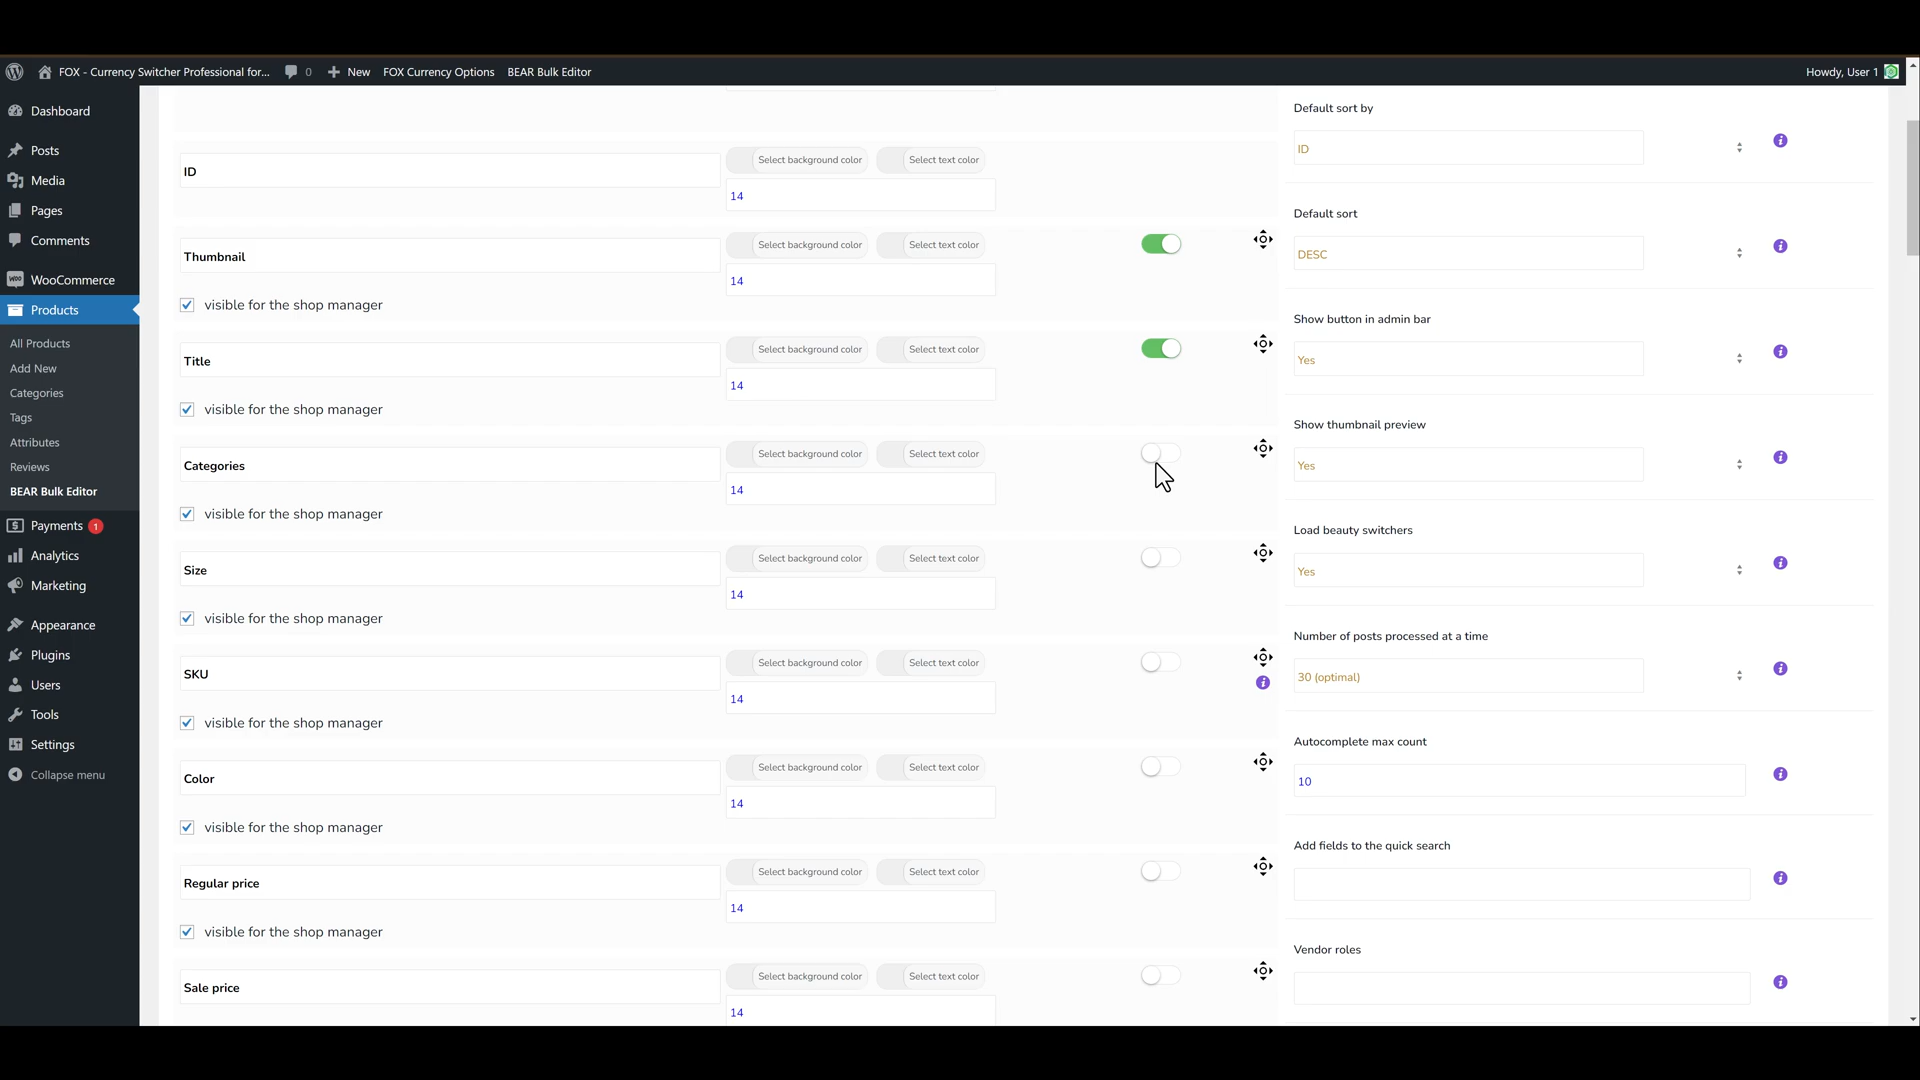 FOX - Currency Switcher Professional for...
0
New
FOX Currency Options
BEAR Bulk Editor
Howdy, User 1
Dashboard
Posts
Media
Pages
Comments
WooCommerce
Products
All Products
Add New
Categories
Tags
Attributes
Reviews
BEAR Bulk Editor
Payments 1
Analytics
Marketing
Appearance
Plugins
Users
Tools
Settings
Collapse menu
ID
Select background color
Select text color
14
Thumbnail
Select background color
Select text color
14
visible for the shop manager
Title
Select background color
Select text color
14
visible for the shop manager
Categories
Select background color
Select text color
14
visible for the shop manager
Size
Select background color
Select text color
14
visible for the shop manager
SKU
Select background color
Select text color
14
visible for the shop manager
Color
Select background color
Select text color
14
visible for the shop manager
Regular price
Select background color
Select text color
14
visible for the shop manager
Sale price
Select background color
Select text color
14
Default sort by
ID
Default sort
DESC
Show button in admin bar
Yes
Show thumbnail preview
Yes
Load beauty switchers
Yes
Number of posts processed at a time
30 (optimal)
Autocomplete max count
10
Add fields to the quick search
Vendor roles